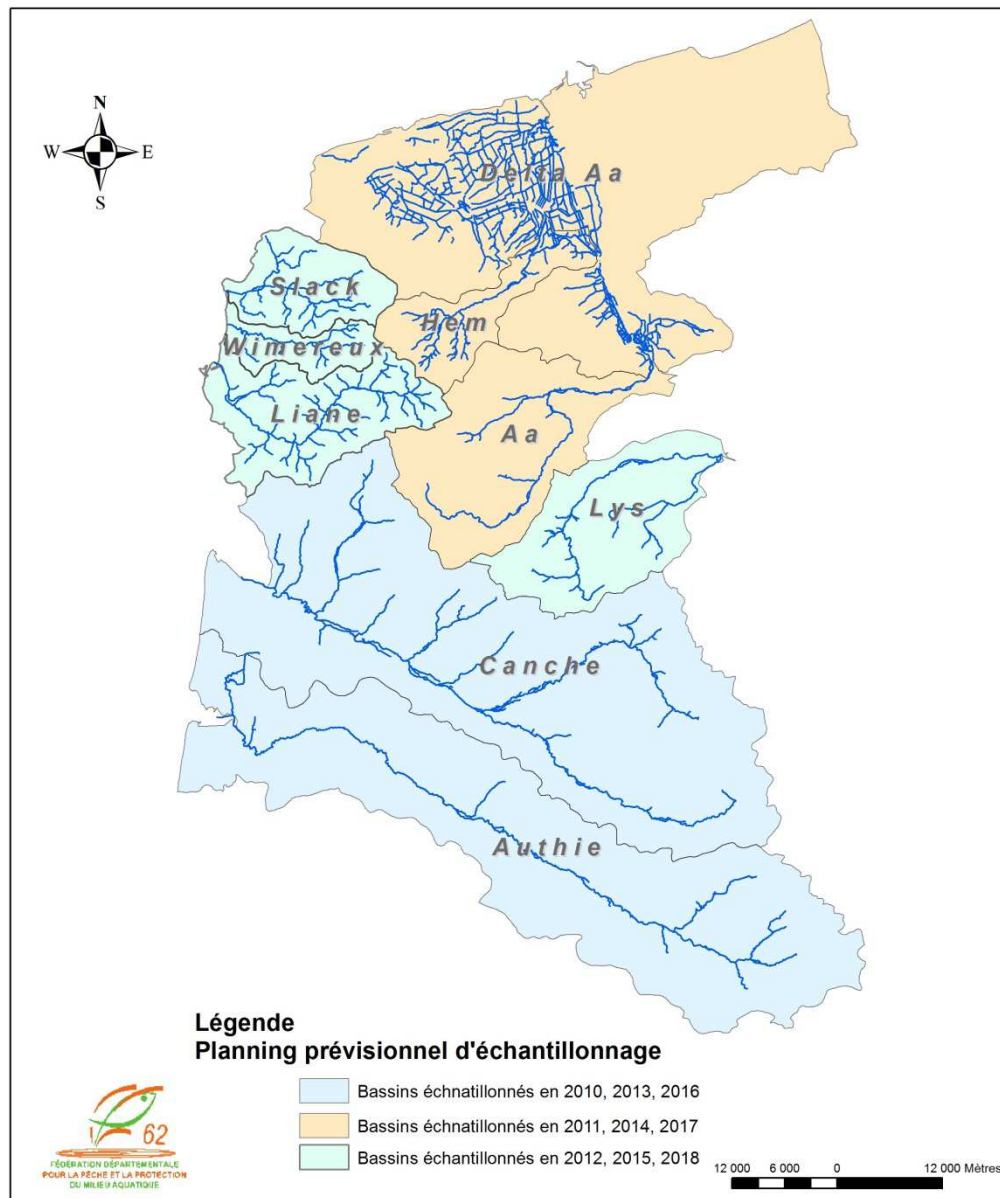 N
W E
S
Delta Aa
Slack
Hem
Wimereux
Liane
Aa
Lys
Canche
Authie
Légende
Planning prévisionnel d'échantillonnage
Bassins échnatillonnés en 2010, 2013, 2016
Bassins échnatillonnés en 2011, 2014, 2017
Bassins échantillonnés en 2012, 2015, 2018
62
FÉDÉRATION DÉPARTEMENTALE
POUR LA PÊCHE ET LA PROTECTION
DU MILIEU AQUATIQUE
12 000 6 000 0 12 000 Mètres